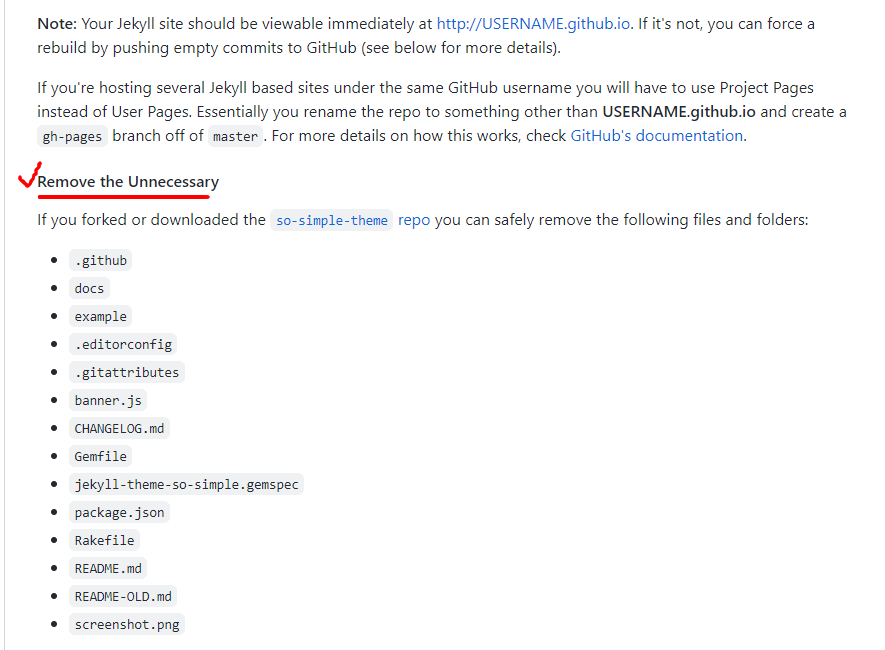 Note: Your Jekyll site should be viewable immediately at http://USERNAME.github.io. If it's not, you can force a
rebuild by pushing empty commits to GitHub (see below for more details).
If you're hosting several Jekyll based sites under the same GitHub username you will have to use Project Pages
instead of User Pages. Essentially you rename the repo to something other than USERNAME.github.io and create a
gh-pages branch off of master. For more details on how this works, check GitHub's documentation.
Remove the Unnecessary
If you forked or downloaded the so-simple-theme repo you can safely remove the following files and folders:
.github
docs
example
.editorconfig
.gitattributes
banner.js
CHANGELOG.md
Gemfile
jekyll-theme-so-simple.gemspec
package.json
Rakefile
README.md
README-OLD.md
screenshot.png